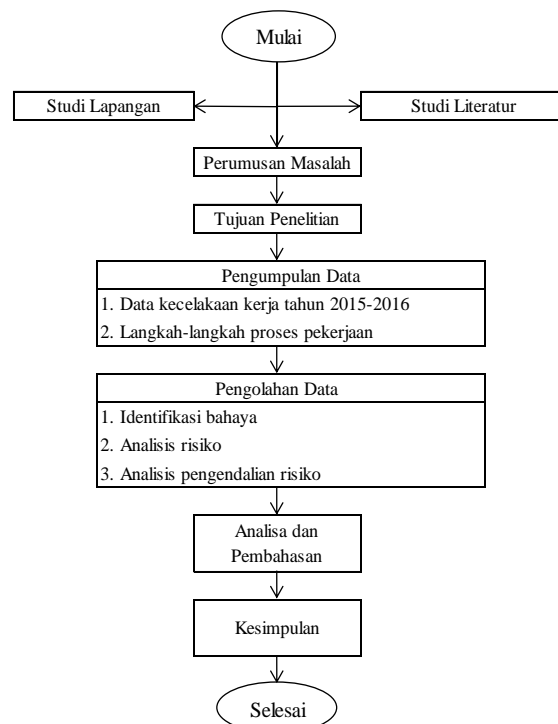 Mulai
Studi Lapangan
Studi Literatur
Perumusan Masalah
Tujuan Penelitian
Pengumpulan Data
1. Data kecelakaan kerja tahun 2015-2016
2. Langkah-langkah proses pekerjaan
Pengolahan Data
1. Identifikasi bahaya
2. Analisis risiko
3. Analisis pengendalian risiko
Analisa dan
Pembahasan
Kesimpulan
Selesai